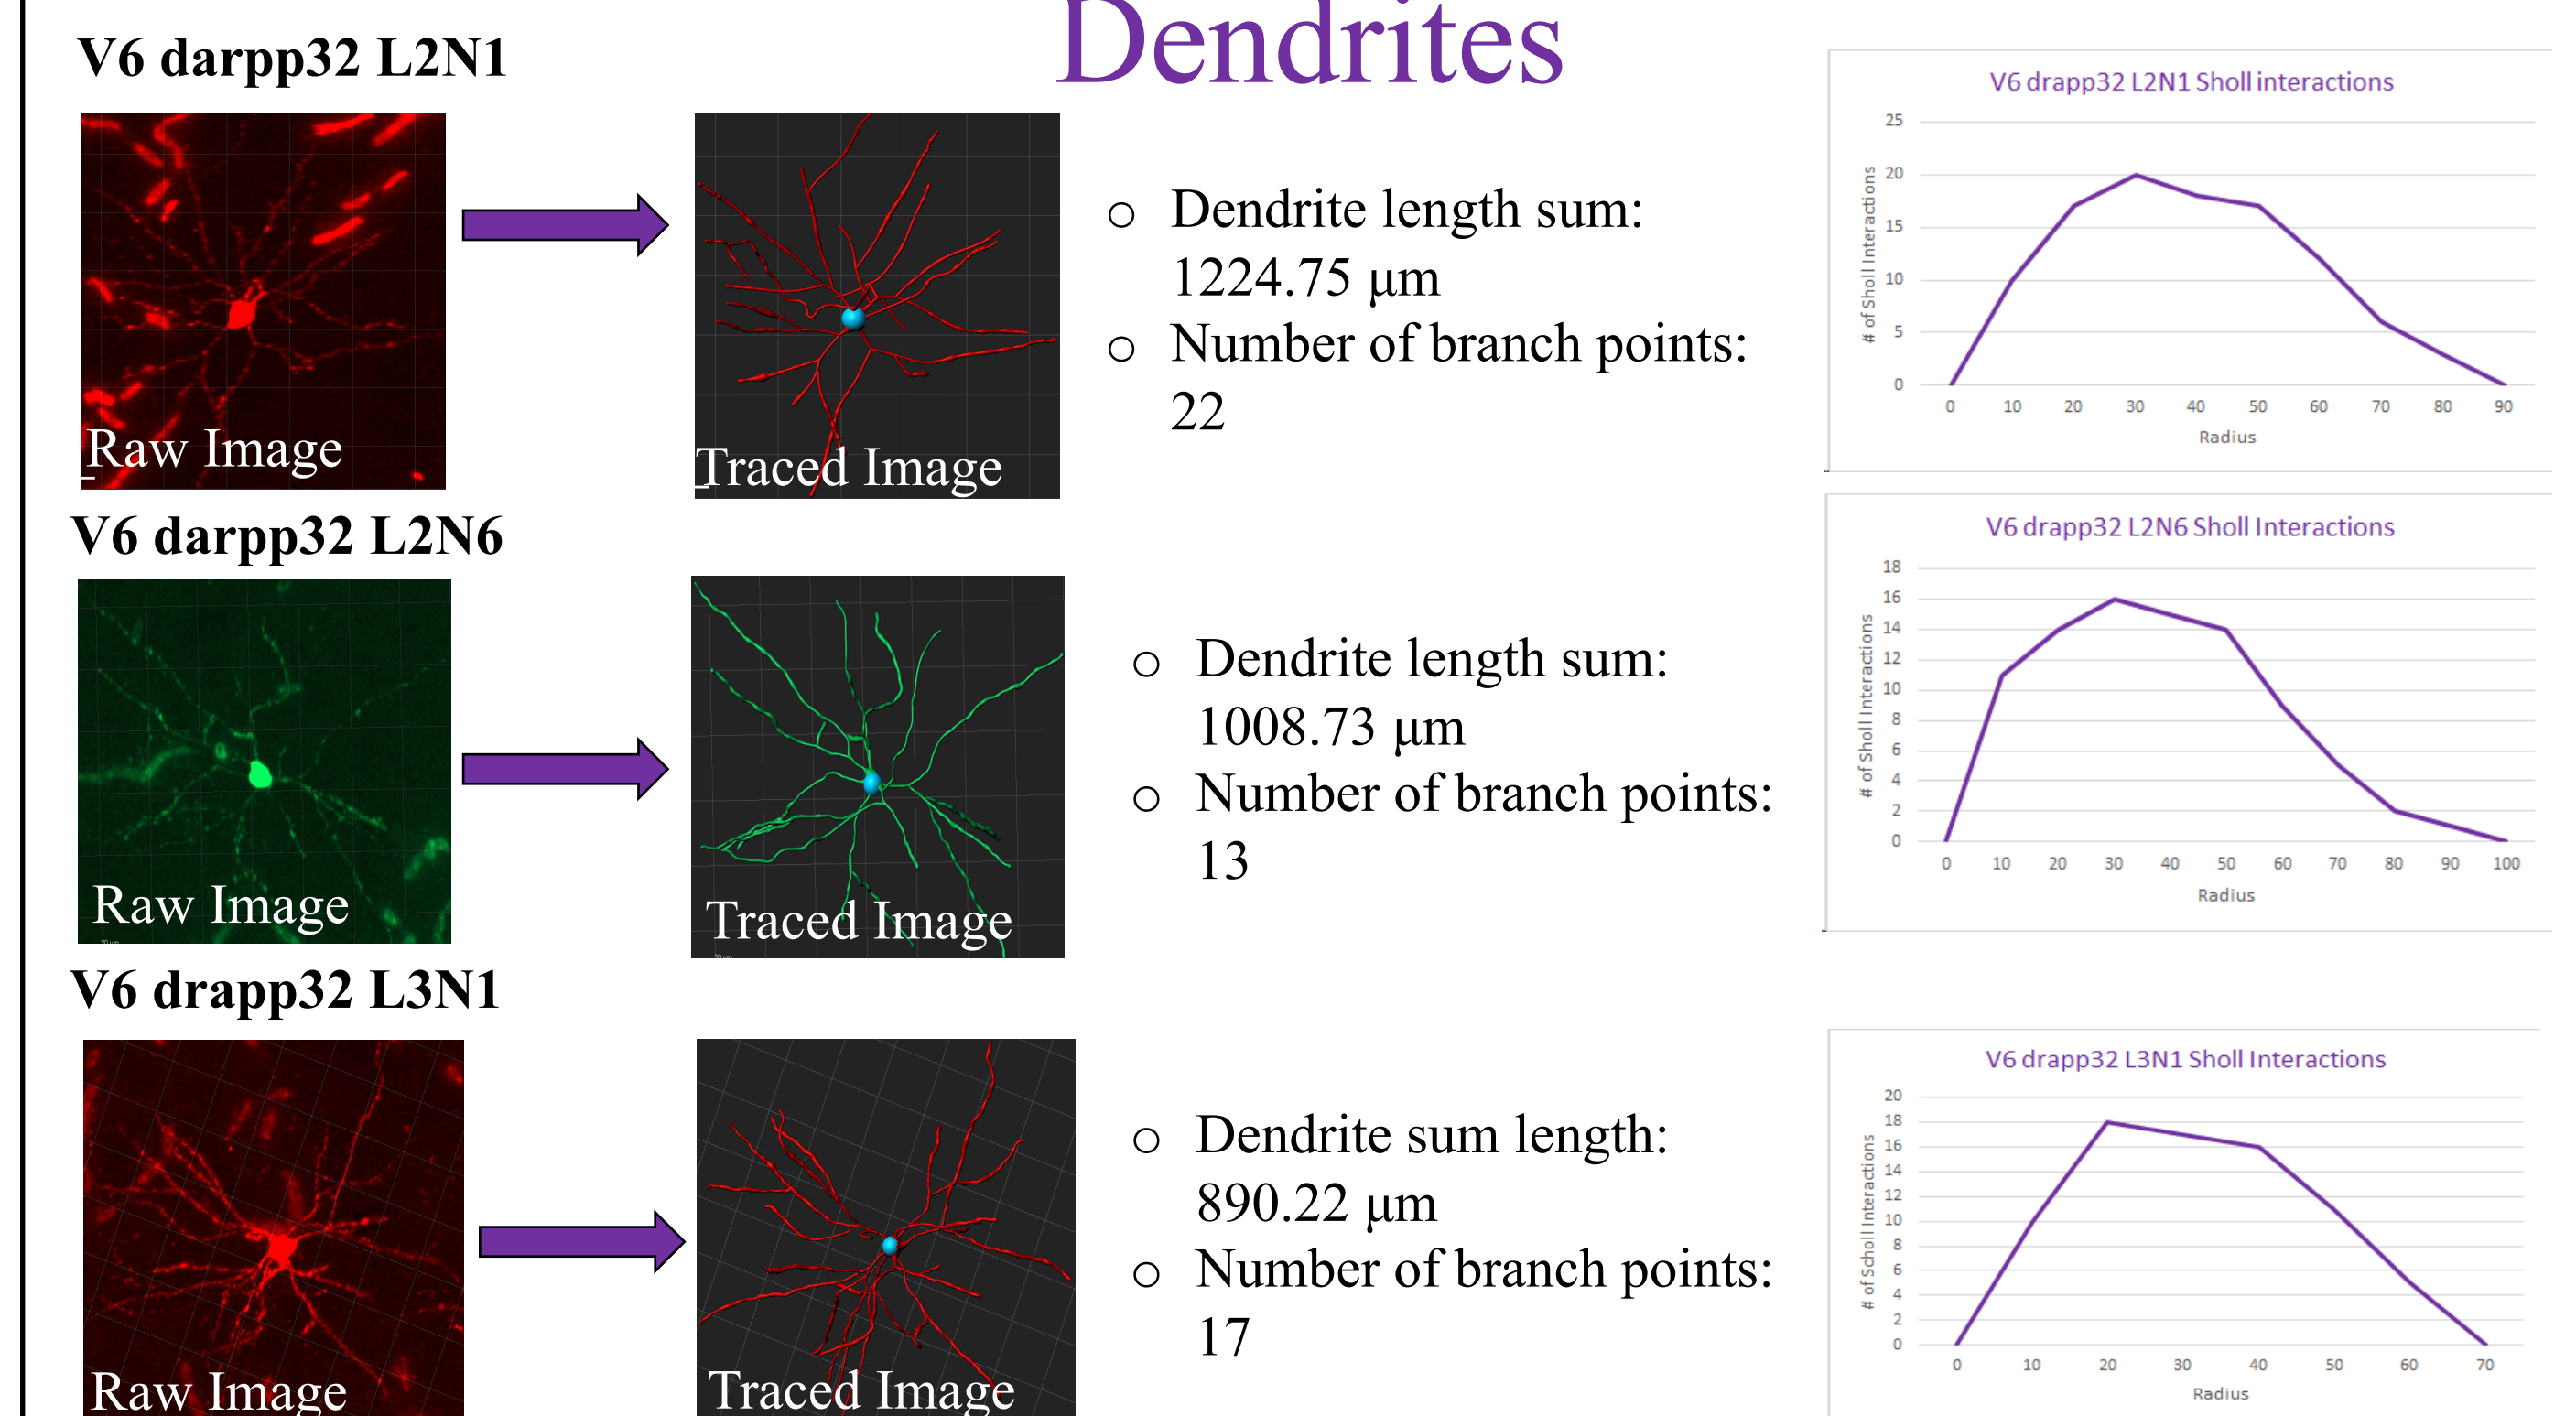 Dendrites
V6 darpp32 L2N1
Raw Image
Traced Image
○ Dendrite length sum:
1224.75 μm
○ Number of branch points:
22
V6 drapp32 L2N1 Sholl interactions
# of Sholl Interactions
25
20
15
10
5
0
0 10 20 30 40 50 60 70 80 90
Radius
V6 darpp32 L2N6
Raw Image
Traced Image
○ Dendrite length sum:
1008.73 μm
○ Number of branch points:
13
V6 drapp32 L2N6 Sholl Interactions
# of Sholl Interactions
18
16
14
12
10
8
6
4
2
0
0 10 20 30 40 50 60 70 80 90 100
Radius
V6 drapp32 L3N1
Raw Image
Traced Image
○ Dendrite sum length:
890.22 μm
○ Number of branch points:
17
V6 drapp32 L3N1 Sholl Interactions
# of Scholl Interactions
20
18
16
14
12
10
8
6
4
2
0
0 10 20 30 40 50 60 70
Radius